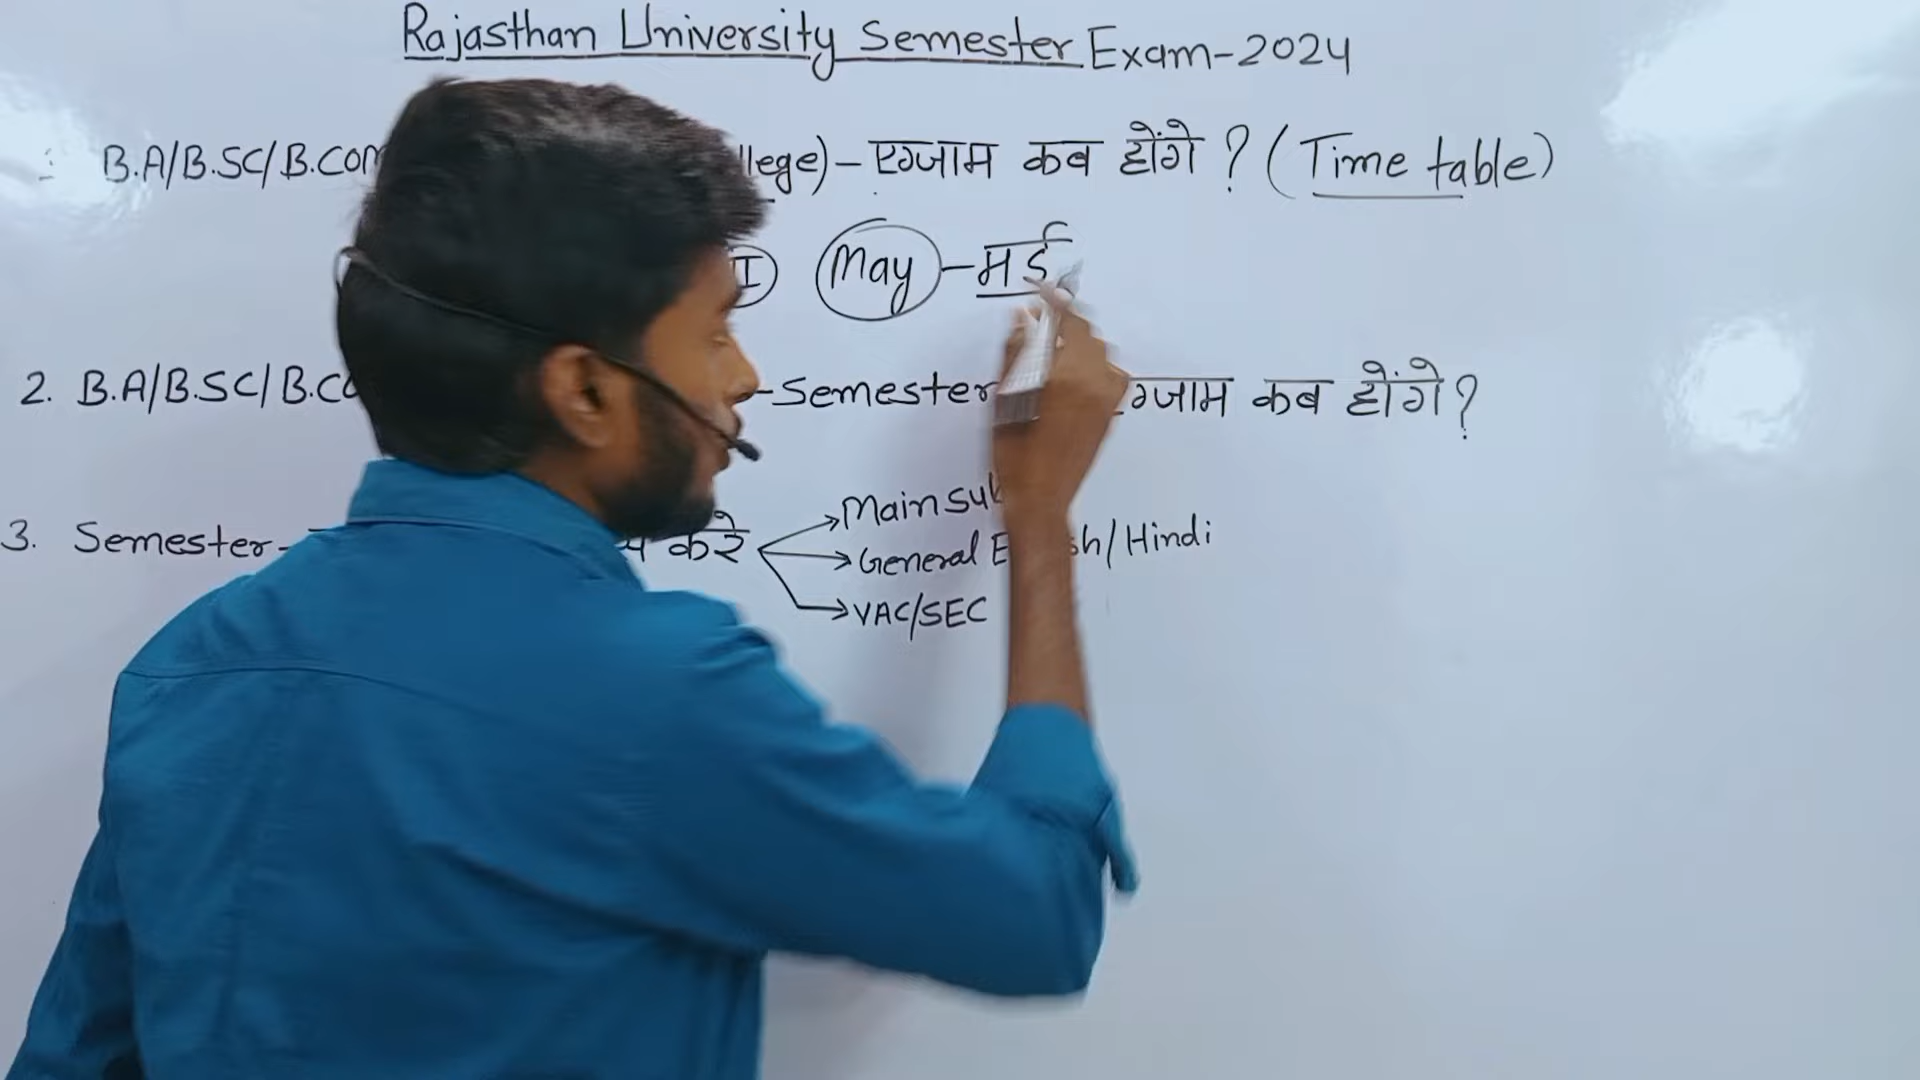 Rajasthan University Semester Exam-2024
B.A/B.SC/B.Com llege)-एग्जाम कब होंगे ? (Time table)
I May - मई
2. B.A/B.SC/B.Co -Semester ग्जाम कब होंगे ?
3. Semester- करे
Main Sub
General E sh/Hindi
VAC/SEC